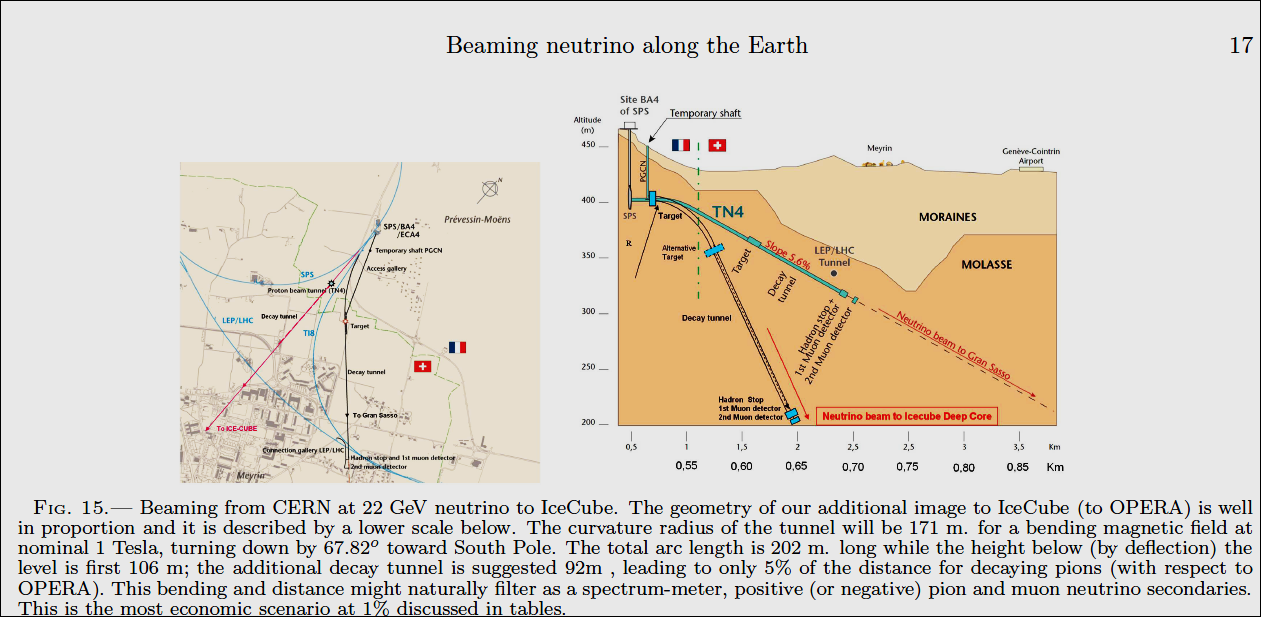 Beaming neutrino along the Earth
17
N
Prévessin-Moëns
SPS/BA4
/ECA4
Temporary shaft PGCN
Access gallery
SPS
Proton beam tunnel (TN4)
LEP/LHC
Decay tunnel
Target
TI8
Decay tunnel
To Gran Sasso
To ICE-CUBE
Connection gallery LEP/LHC
Hadron stop and 1st muon detector
2nd muon detector
Meyrin
Site BA4
of SPS
Temporary shaft
Altitude
(m)
450
400
350
300
250
200
PGCN
SPS
Target
TN4
R
Alternative
Target
Target
Slope 5.6%
LEP/LHC
Tunnel
Decay
tunnel
Decay tunnel
Hadron stop +
1st Muon detector
2nd Muon detector
Meyrin
Genève-Cointrin
Airport
MORAINES
MOLASSE
Neutrino beam to Gran Sasso
Hadron Stop
1st Muon detector
2nd Muon detector
Neutrino beam to Icecube Deep Core
0,5 1 1,5 2 2,5 2,5 3 3,5 Km
0,55 0,60 0,65 0,70 0,75 0,80 0,85 Km
FIG. 15.— Beaming from CERN at 22 GeV neutrino to IceCube. The geometry of our additional image to IceCube (to OPERA) is well
in proportion and it is described by a lower scale below. The curvature radius of the tunnel will be 171 m. for a bending magnetic field at
nominal 1 Tesla, turning down by 67.82º toward South Pole. The total arc length is 202 m. long while the height below (by deflection) the
level is first 106 m; the additional decay tunnel is suggested 92m , leading to only 5% of the distance for decaying pions (with respect to
OPERA). This bending and distance might naturally filter as a spectrum-meter, positive (or negative) pion and muon neutrino secondaries.
This is the most economic scenario at 1% discussed in tables.